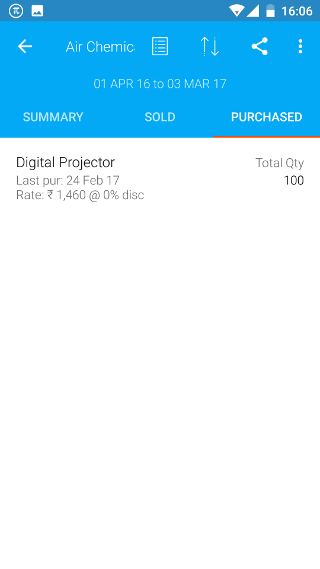 16:06
Air Chemic
01 APR 16 to 03 MAR 17
SUMMARY SOLD PURCHASED
Digital Projector Total Qty
Last pur: 24 Feb 17 100
Rate: ₹ 1,460 @ 0% disc